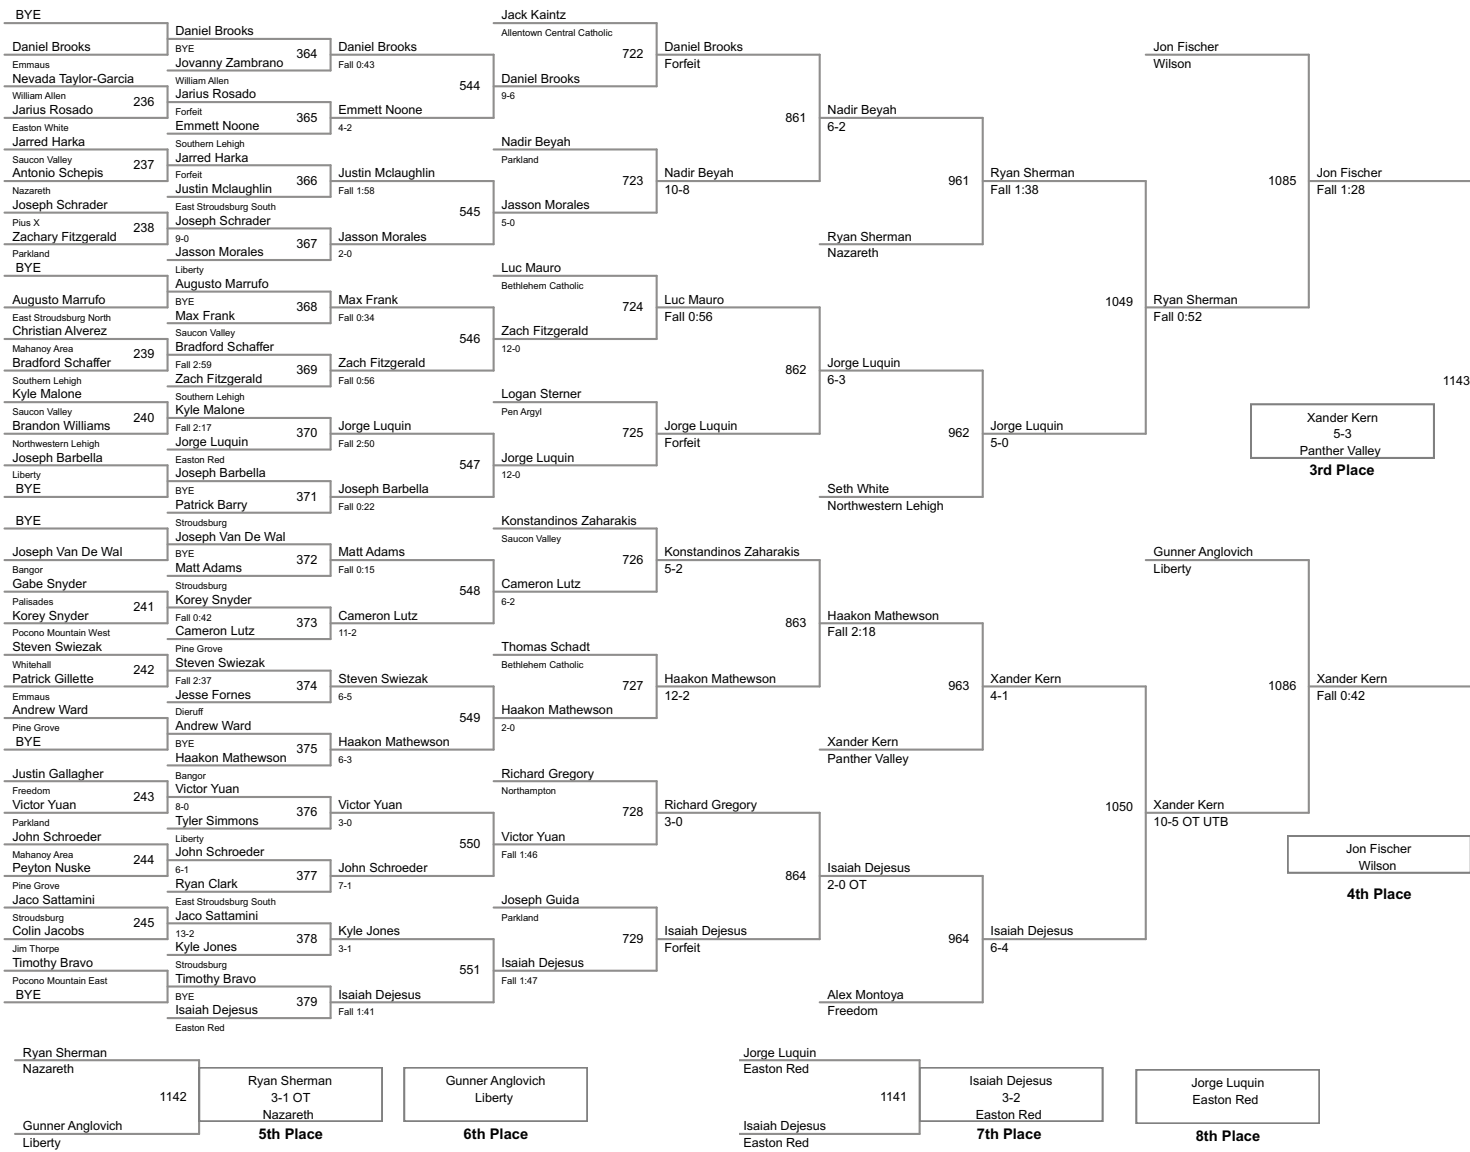 BYE
Daniel Brooks
Emmaus
Nevada Taylor-Garcia
William Allen
236
Jarius Rosado
Easton White
Jarred Harka
Saucon Valley
237
Antonio Schepis
Nazareth
Joseph Schrader
Pius X
238
Zachary Fitzgerald
Parkland
BYE
Augusto Marrufo
East Stroudsburg North
Christian Alverez
Mahanoy Area
239
Bradford Schaffer
Southern Lehigh
Kyle Malone
Saucon Valley
240
Brandon Williams
Northwestern Lehigh
Joseph Barbella
Liberty
BYE
BYE
Joseph Van De Wal
Bangor
Gabe Snyder
Palisades
241
Korey Snyder
Pocono Mountain West
Steven Swiezak
Whitehall
242
Patrick Gillette
Emmaus
Andrew Ward
Pine Grove
BYE
Justin Gallagher
Freedom
243
Victor Yuan
Parkland
John Schroeder
Mahanoy Area
244
Peyton Nuske
Pine Grove
Jaco Sattamini
Stroudsburg
245
Colin Jacobs
Jim Thorpe
Timothy Bravo
Pocono Mountain East
BYE
Daniel Brooks
BYE
364
Jovanny Zambrano
William Allen
Jarius Rosado
Forfeit
365
Emmett Noone
Southern Lehigh
Jarred Harka
Forfeit
366
Justin Mclaughlin
East Stroudsburg South
Joseph Schrader
9-0
367
Jasson Morales
Liberty
Augusto Marrufo
BYE
368
Max Frank
Saucon Valley
Bradford Schaffer
Fall 2:59
369
Zach Fitzgerald
Southern Lehigh
Kyle Malone
Fall 2:17
370
Jorge Luquin
Easton Red
Joseph Barbella
BYE
371
Patrick Barry
Stroudsburg
Joseph Van De Wal
BYE
372
Matt Adams
Stroudsburg
Korey Snyder
Fall 0:42
373
Cameron Lutz
Pine Grove
Steven Swiezak
Fall 2:37
374
Jesse Fornes
Dieruff
Andrew Ward
BYE
375
Haakon Mathewson
Bangor
Victor Yuan
8-0
376
Tyler Simmons
Liberty
John Schroeder
6-1
377
Ryan Clark
East Stroudsburg South
Jaco Sattamini
13-2
378
Kyle Jones
Stroudsburg
Timothy Bravo
BYE
379
Isaiah Dejesus
Easton Red
Daniel Brooks
Fall 0:43
544
Emmett Noone
4-2
Justin Mclaughlin
Fall 1:58
545
Jasson Morales
2-0
Max Frank
Fall 0:34
546
Zach Fitzgerald
Fall 0:56
Jorge Luquin
Fall 2:50
547
Joseph Barbella
Fall 0:22
Matt Adams
Fall 0:15
548
Cameron Lutz
11-2
Steven Swiezak
6-5
549
Haakon Mathewson
6-3
Victor Yuan
3-0
550
John Schroeder
7-1
Kyle Jones
3-1
551
Isaiah Dejesus
Fall 1:41
Jack Kaintz
Allentown Central Catholic
722
Daniel Brooks
9-6
Nadir Beyah
Parkland
723
Jasson Morales
5-0
Luc Mauro
Bethlehem Catholic
724
Zach Fitzgerald
12-0
Logan Sterner
Pen Argyl
725
Jorge Luquin
12-0
Konstandinos Zaharakis
Saucon Valley
726
Cameron Lutz
6-2
Thomas Schadt
Bethlehem Catholic
727
Haakon Mathewson
2-0
Richard Gregory
Northampton
728
Victor Yuan
Fall 1:46
Joseph Guida
Parkland
729
Isaiah Dejesus
Fall 1:47
Daniel Brooks
Forfeit
861
Nadir Beyah
10-8
Luc Mauro
Fall 0:56
862
Jorge Luquin
Forfeit
Konstandinos Zaharakis
5-2
863
Haakon Mathewson
12-2
Richard Gregory
3-0
864
Isaiah Dejesus
Forfeit
Nadir Beyah
6-2
961
Ryan Sherman
Nazareth
Jorge Luquin
6-3
962
Seth White
Northwestern Lehigh
Haakon Mathewson
Fall 2:18
963
Xander Kern
Panther Valley
Isaiah Dejesus
2-0 OT
964
Alex Montoya
Freedom
Ryan Sherman
Fall 1:38
1049
Jorge Luquin
5-0
Xander Kern
4-1
1050
Isaiah Dejesus
6-4
Jon Fischer
Wilson
1085
Ryan Sherman
Fall 0:52
Gunner Anglovich
Liberty
1086
Xander Kern
10-5 OT UTB
Jon Fischer
Fall 1:28
1143
Xander Kern
Fall 0:42
Xander Kern
5-3
Panther Valley
3rd Place
Jon Fischer
Wilson
4th Place
Ryan Sherman
Nazareth
1142
Gunner Anglovich
Liberty
Ryan Sherman
3-1 OT
Nazareth
5th Place
Gunner Anglovich
Liberty
6th Place
Jorge Luquin
Easton Red
1141
Isaiah Dejesus
Easton Red
Isaiah Dejesus
3-2
Easton Red
7th Place
Jorge Luquin
Easton Red
8th Place